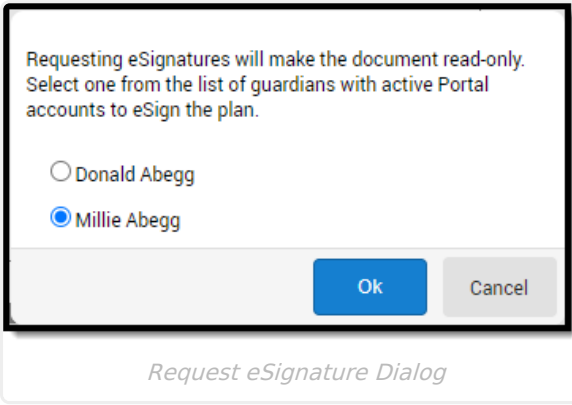 Requesting eSignatures will make the document read-only.
Select one from the list of guardians with active Portal
accounts to eSign the plan.
Donald Abegg
Millie Abegg
Ok
Cancel
Request eSignature Dialog